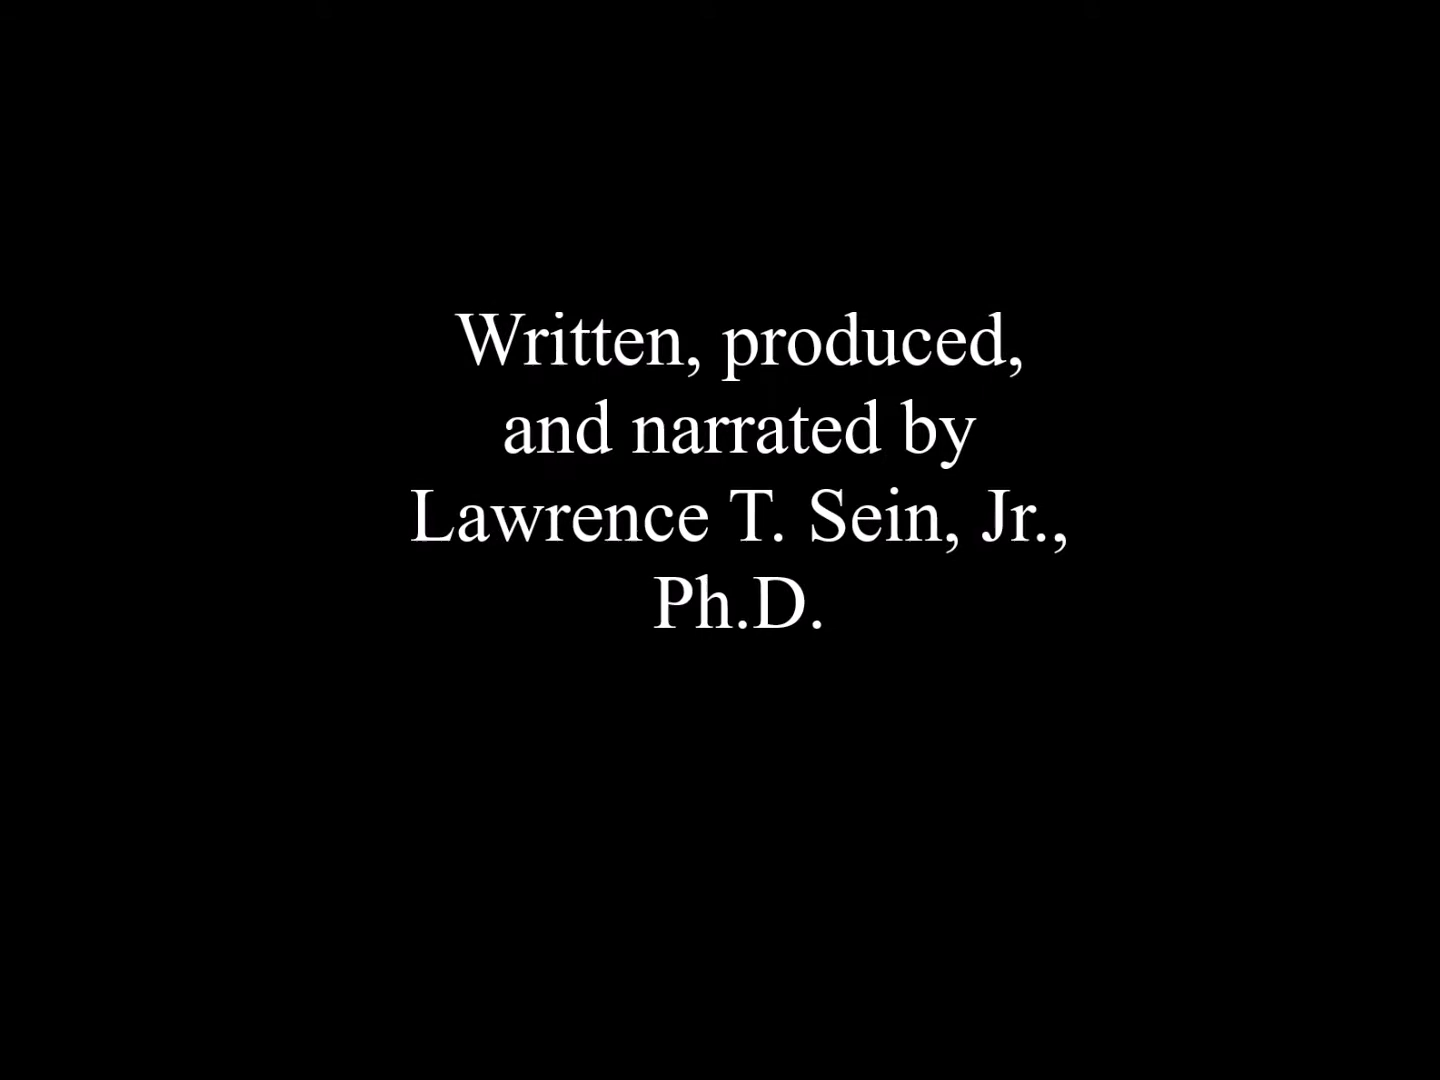 Written, produced,
and narrated by
Lawrence T. Sein, Jr.,
Ph.D.